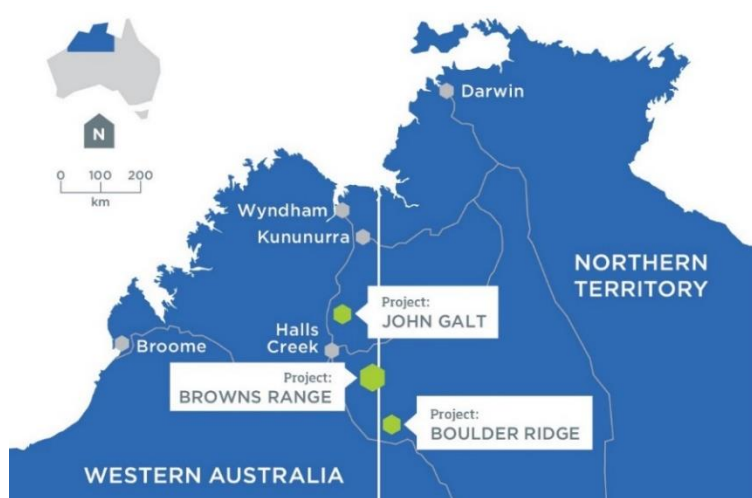 Darwin
N
0 100 200
km
Wyndham
Kununurra
NORTHERN
TERRITORY
Project:
JOHN GALT
Halls
Creek
Broome
Project:
BROWNS RANGE
Project:
BOULDER RIDGE
WESTERN AUSTRALIA